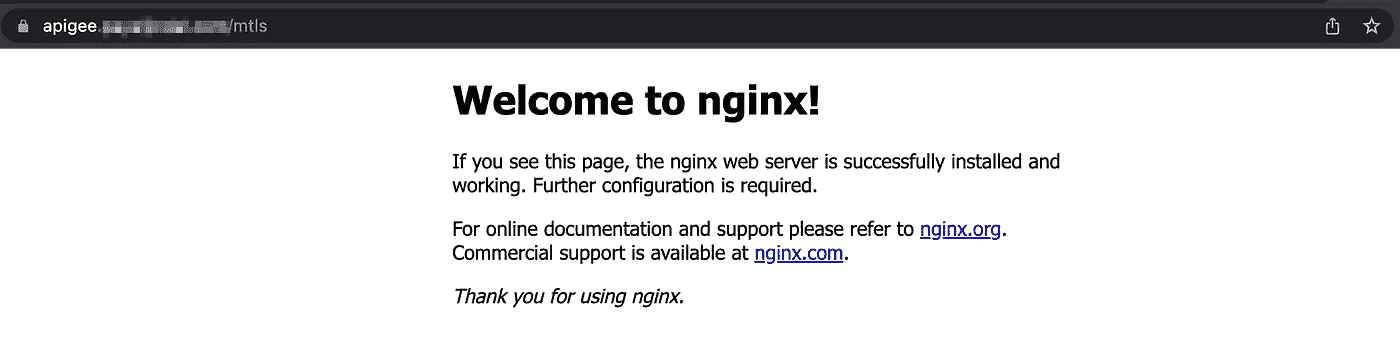 apigee. /mtls
Welcome to nginx!
If you see this page, the nginx web server is successfully installed and
working. Further configuration is required.
For online documentation and support please refer to nginx.org.
Commercial support is available at nginx.com.
Thank you for using nginx.